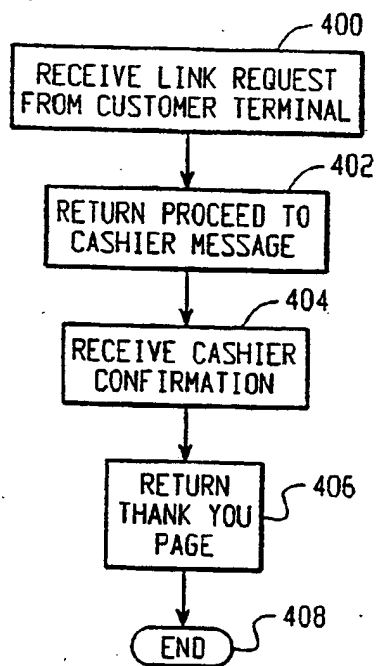 400
RECEIVE LINK REQUEST
FROM CUSTOMER TERMINAL
402
RETURN PROCEED TO
CASHIER MESSAGE
404
RECEIVE CASHIER
CONFIRMATION
RETURN
THANK YOU
PAGE
406
END
408